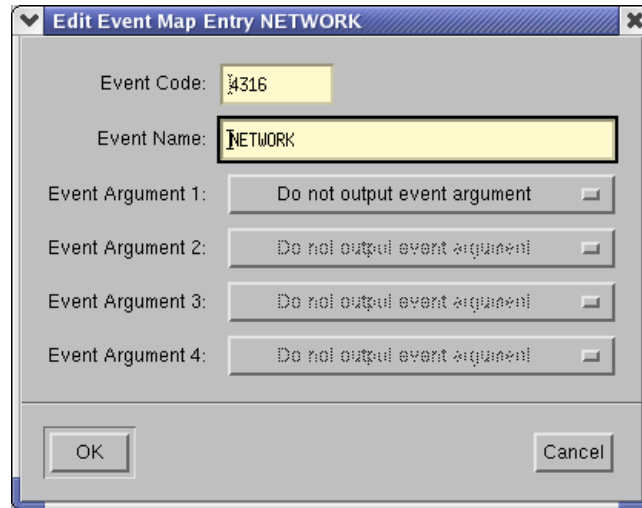 Edit Event Map Entry NETWORK
Event Code: 4316
Event Name: NETWORK
Event Argument 1: Do not output event argument
Event Argument 2: Do not output event argument
Event Argument 3: Do not output event argument
Event Argument 4: Do not output event argument
OK Cancel